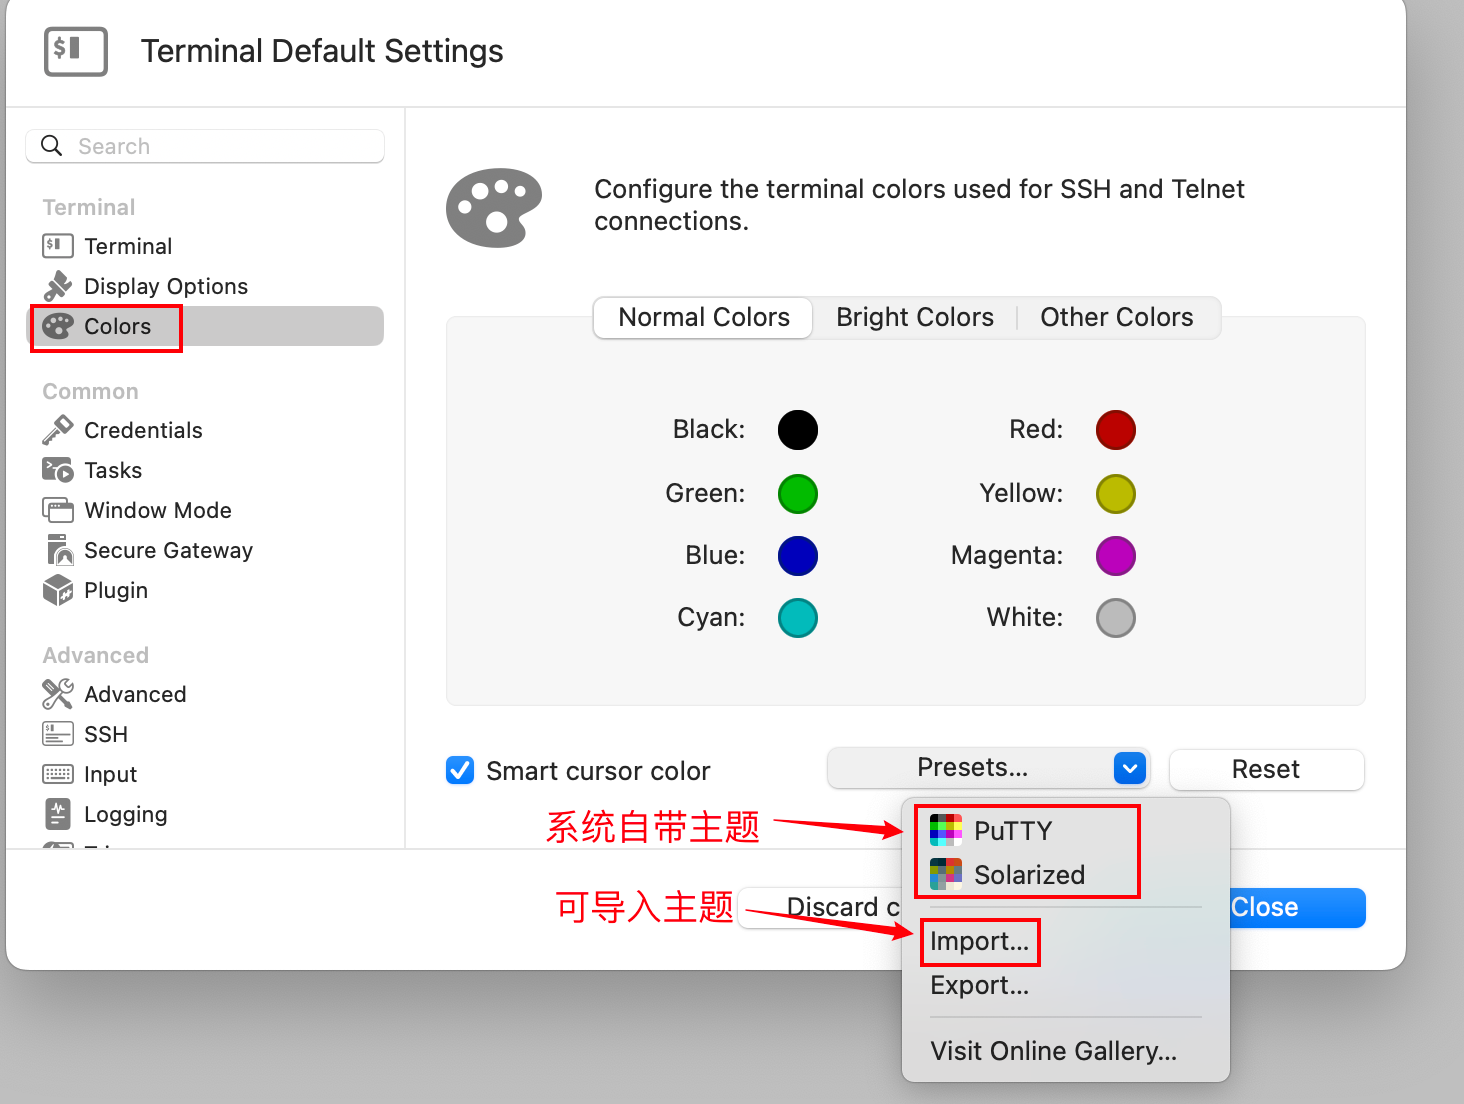 Terminal Default Settings
Search
Terminal
Terminal
Display Options
Colors
Common
Credentials
Tasks
Window Mode
Secure Gateway
Plugin
Advanced
Advanced
SSH
Input
Logging
Configure the terminal colors used for SSH and Telnet
connections.
Normal Colors Bright Colors Other Colors
Black: Red:
Green: Yellow:
Blue: Magenta:
Cyan: White:
Smart cursor color Presets... Reset
系统自带主题 PuTTY
Solarized
可导入主题 Discard c Close
Import...
Export...
Visit Online Gallery...